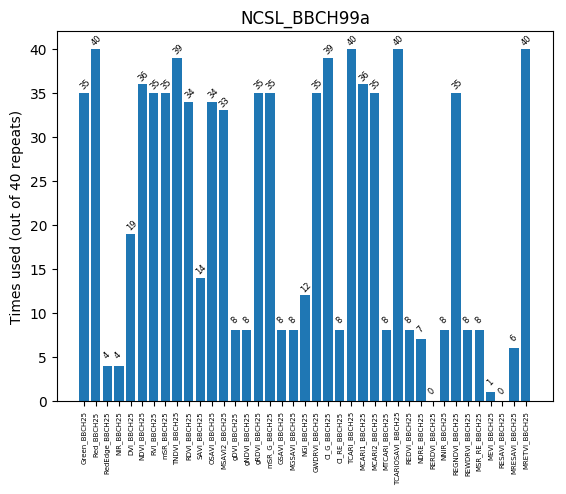 NCSL_BBCH99a
Times used (out of 40 repeats)
40
35
30
25
20
15
10
5
0
35
40
4
4
19
36
35
35
39
34
14
34
33
8
8
35
35
8
8
12
35
39
8
40
36
35
8
40
8
7
0
8
35
8
8
1
0
6
40
Green_BBCH25
Red_BBCH25
RedEdge_BBCH25
NIR_BBCH25
DVI_BBCH25
NDVI_BBCH25
RVI_BBCH25
mSR_BBCH25
TNDVI_BBCH25
RDVI_BBCH25
SAVI_BBCH25
OSAVI_BBCH25
MSAVI2_BBCH25
gDVI_BBCH25
gNDVI_BBCH25
gRDVI_BBCH25
mSR_G_BBCH25
GSAVI_BBCH25
MGSAVI_BBCH25
NGI_BBCH25
GWDRVI_BBCH25
CI_G_BBCH25
CI_RE_BBCH25
TCARI_BBCH25
MCARI1_BBCH25
MCARI2_BBCH25
MTCARI_BBCH25
TCARIOSAVI_BBCH25
REDVI_BBCH25
NDRE_BBCH25
RERDVI_BBCH25
NNIR_BBCH25
REGNDVI_BBCH25
REWDRVI_BBCH25
MSR_RE_BBCH25
MEVI_BBCH25
RESAVI_BBCH25
MRESAVI_BBCH25
MRETVI_BBCH25